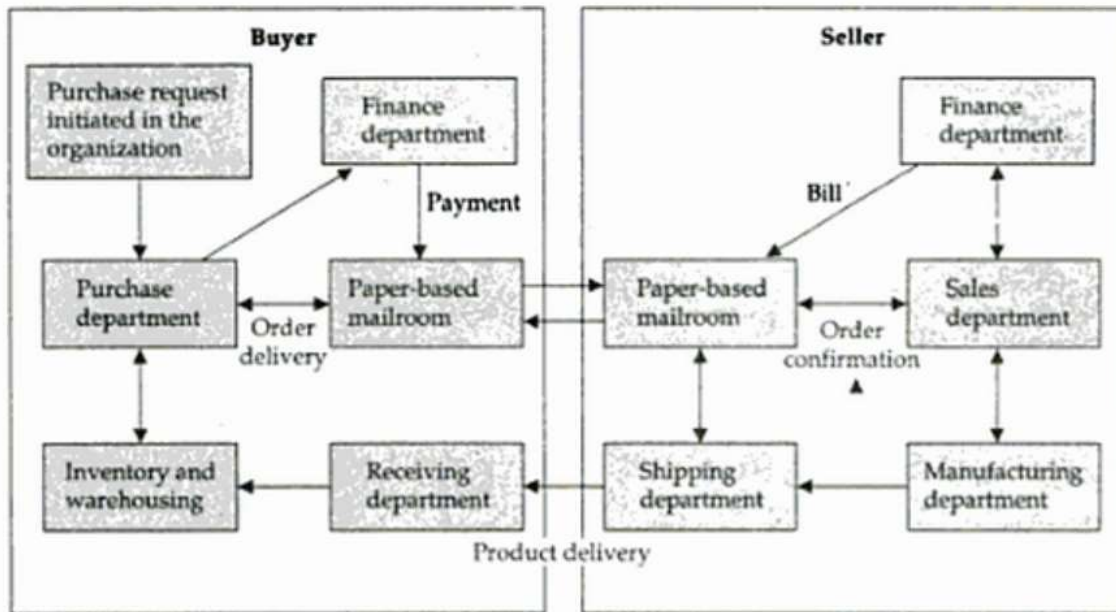 Buyer
Purchase request
initiated in the
organization
Finance
department
Payment
Purchase
department
Order
delivery
Paper-based
mailroom
Inventory and
warehousing
Receiving
department
Product delivery
Seller
Finance
department
Bill
Paper-based
mailroom
Order
confirmation
Sales
department
Shipping
department
Manufacturing
department